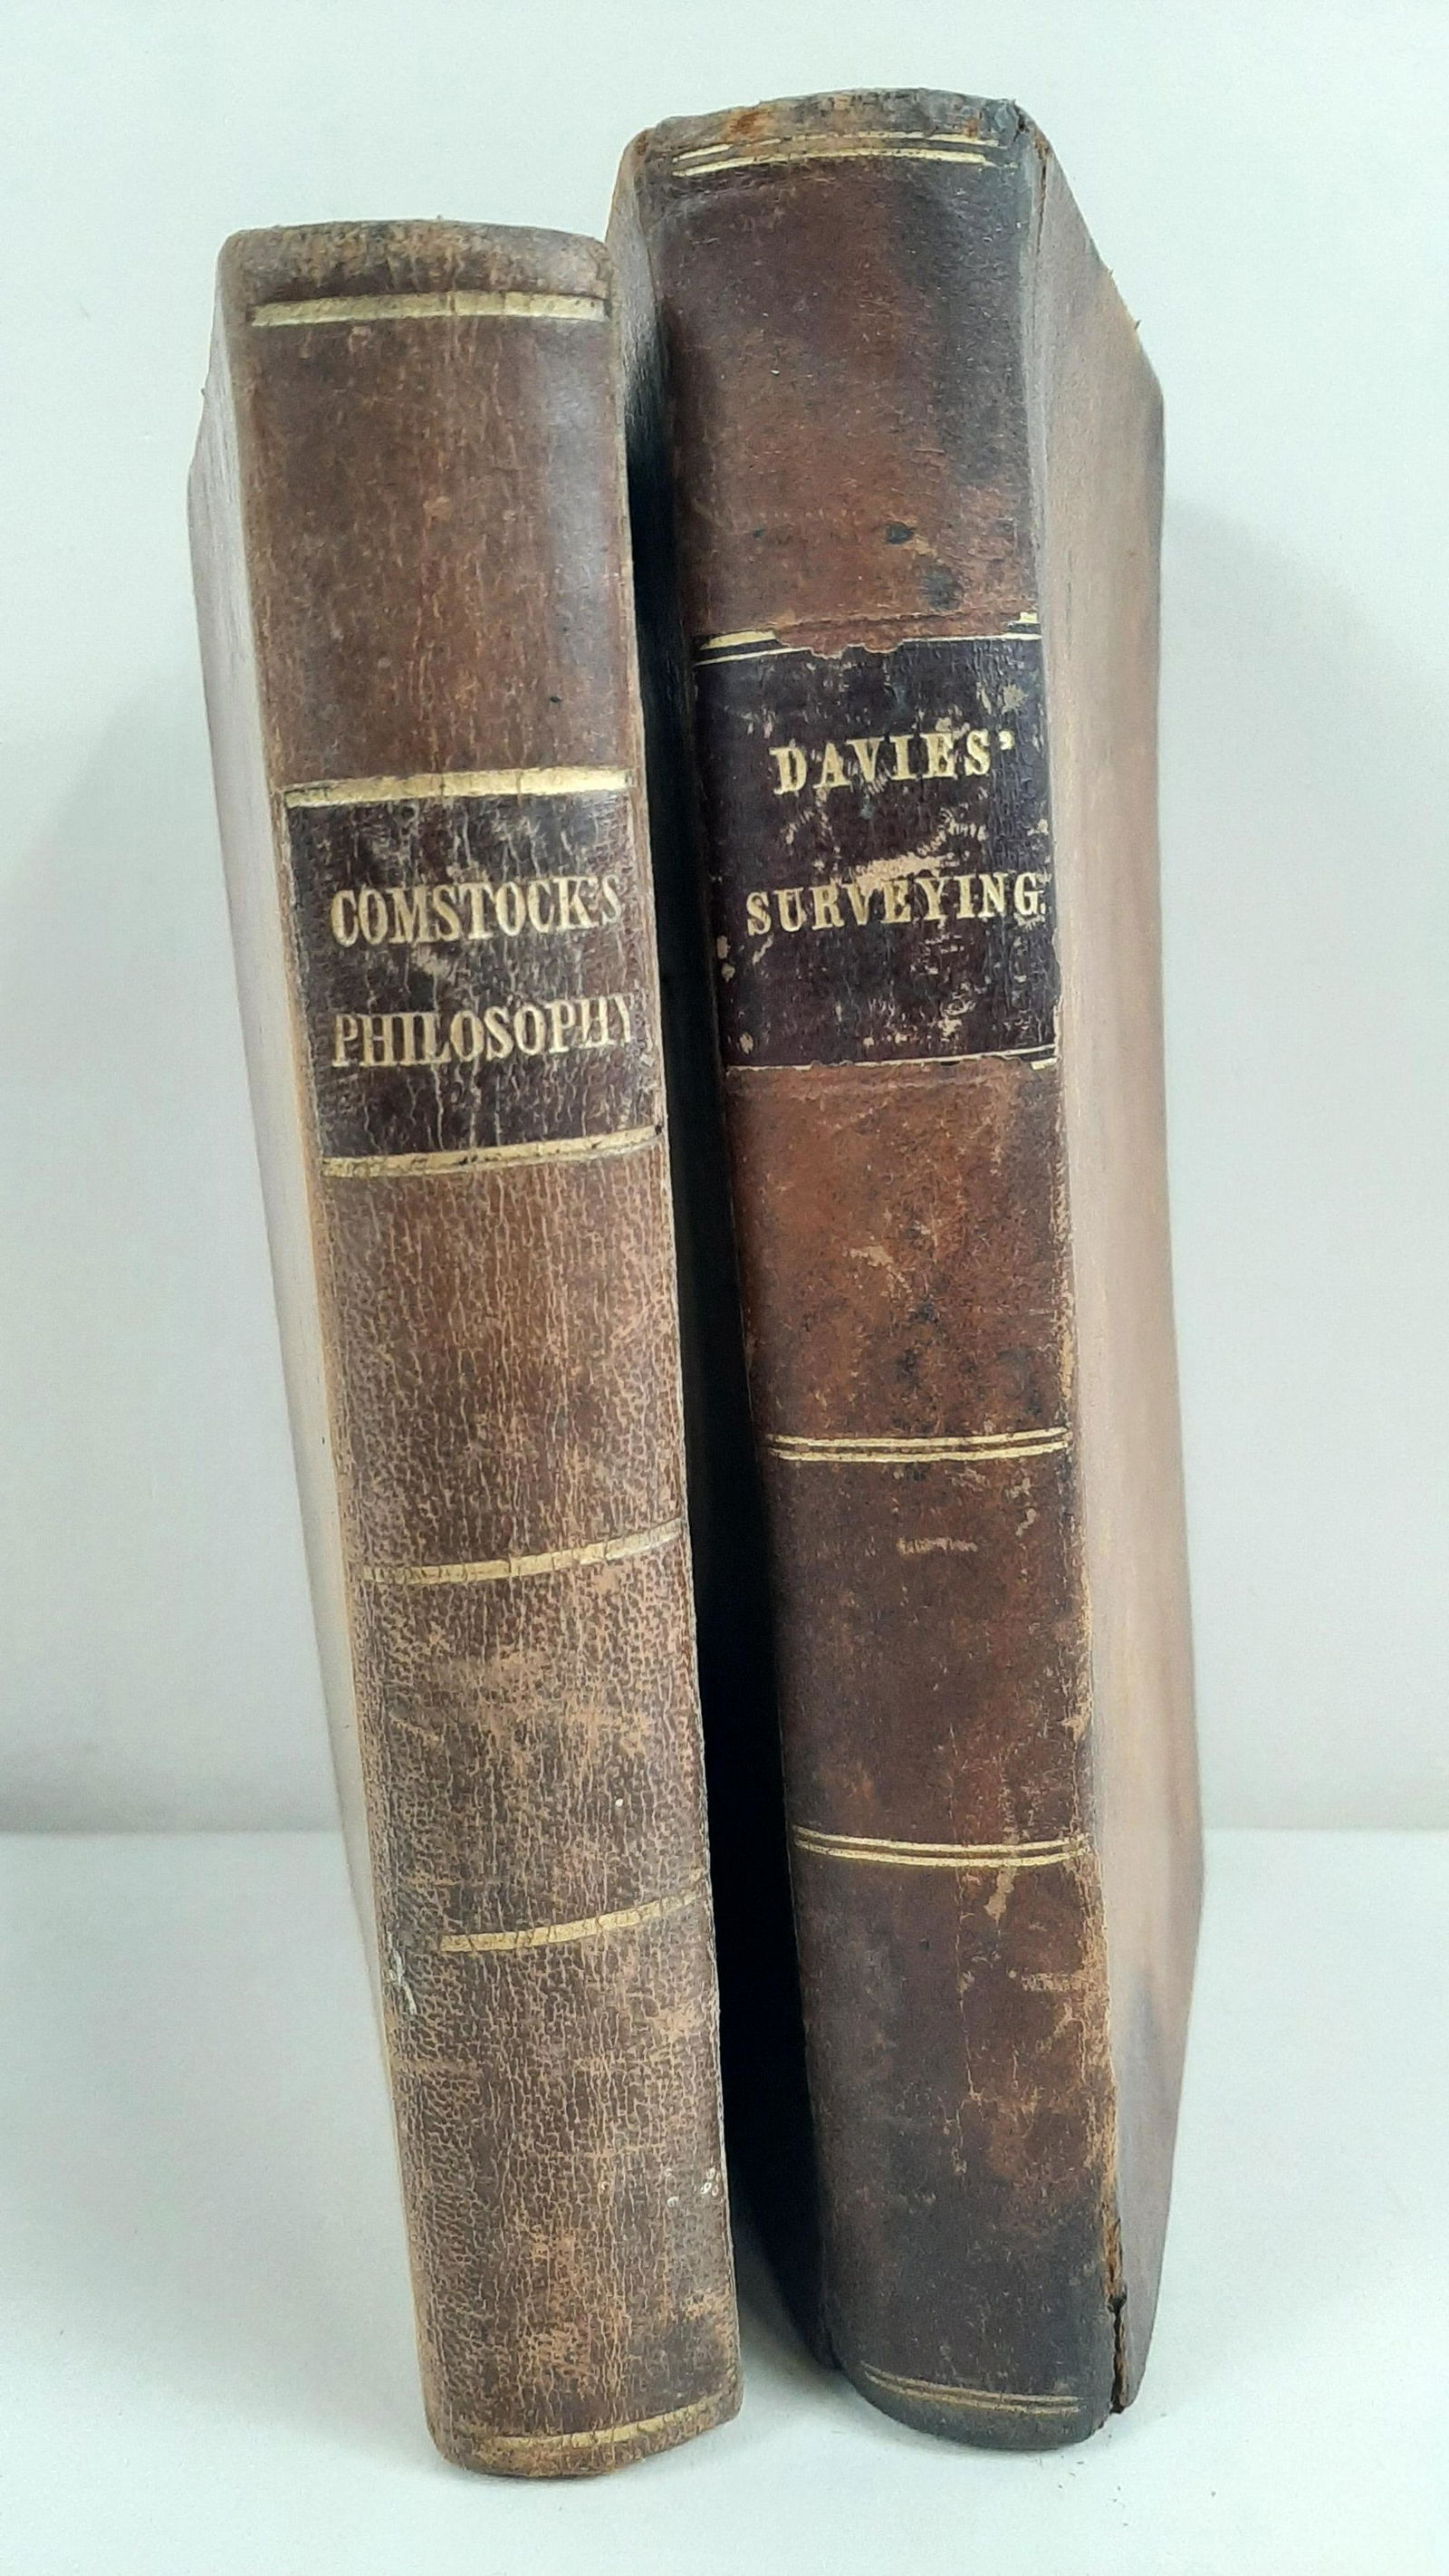 COMSTOCK'S
PHILOSOPHY
DAVIES'
SURVEYING.